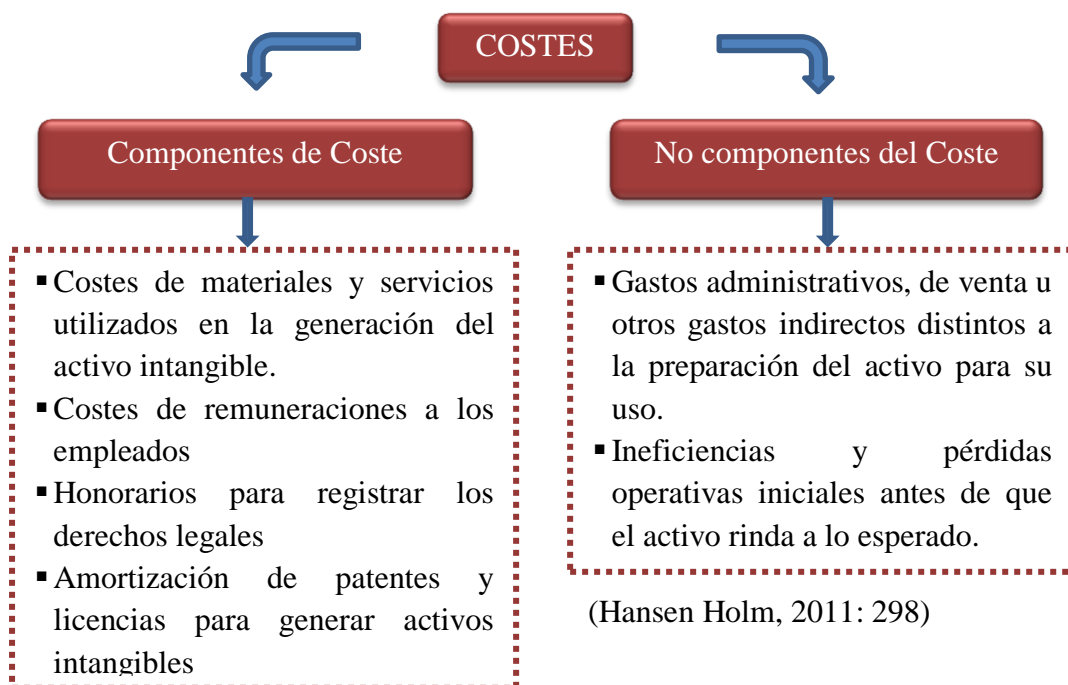 COSTES
Componentes de Coste
▪ Costes de materiales y servicios
utilizados en la generación del
activo intangible.
▪ Costes de remuneraciones a los
empleados
▪ Honorarios para registrar los
derechos legales
▪ Amortización de patentes y
licencias para generar activos
intangibles
No componentes del Coste
▪ Gastos administrativos, de venta u
otros gastos indirectos distintos a
la preparación del activo para su
uso.
▪ Ineficiencias y pérdidas
operativas iniciales antes de que
el activo rinda a lo esperado.
(Hansen Holm, 2011: 298)